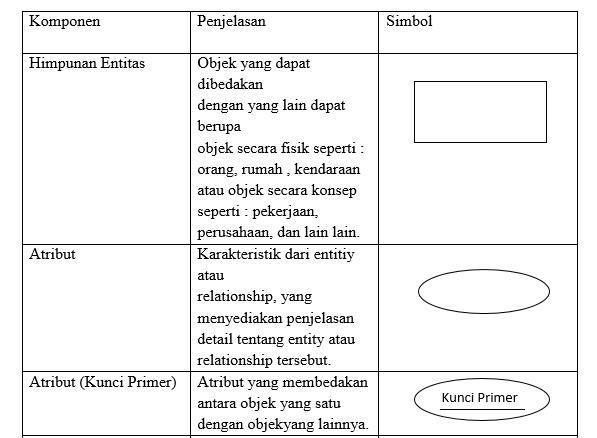 Komponen
Penjelasan
Simbol
Himpunan Entitas
Objek yang dapat
dibedakan
dengan yang lain dapat
berupa
objek secara fisik seperti :
orang, rumah , kendaraan
atau objek secara konsep
seperti : pekerjaan,
perusahaan, dan lain lain.
Atribut
Karakteristik dari entitiy
atau
relationship, yang
menyediakan penjelasan
detail tentang entity atau
relationship tersebut.
Atribut (Kunci Primer)
Atribut yang membedakan
antara objek yang satu
dengan objekyang lainnya.
Kunci Primer